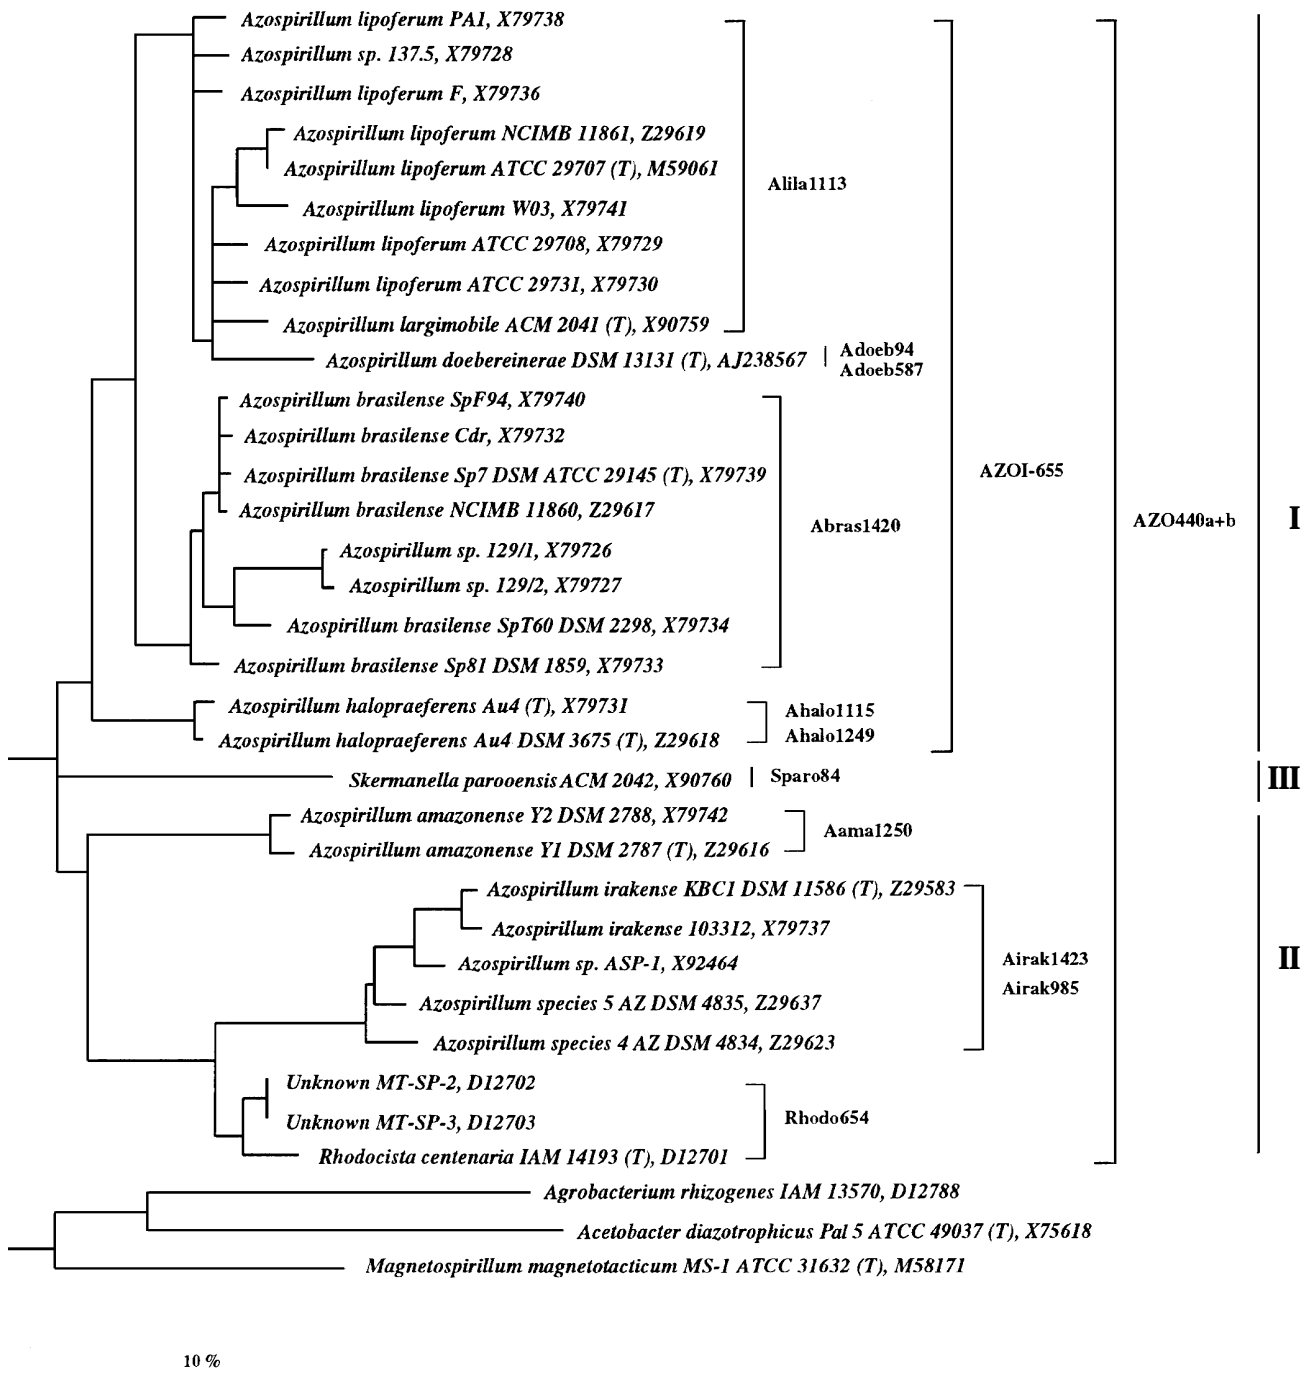 Azospirillum lipoferum PA1, X79738
Azospirillum sp. 137.5, X79728
Azospirillum lipoferum F, X79736
Azospirillum lipoferum NCIMB 11861, Z29619
Azospirillum lipoferum ATCC 29707 (T), M59061
Alila1113
Azospirillum lipoferum W03, X79741
Azospirillum lipoferum ATCC 29708, X79729
Azospirillum lipoferum ATCC 29731, X79730
Azospirillum largimobile ACM 2041 (T), X90759
Azospirillum doebereinerae DSM 13131 (T), AJ238567
Adoeb94
Adoeb587
Azospirillum brasilense SpF94, X79740
Azospirillum brasilense Cdr, X79732
Azospirillum brasilense Sp7 DSM ATCC 29145 (T), X79739
AZOI-655
Azospirillum brasilense NCIMB 11860, Z29617
Abras1420
AZO440a+b
I
Azospirillum sp. 129/1, X79726
Azospirillum sp. 129/2, X79727
Azospirillum brasilense SpT60 DSM 2298, X79734
Azospirillum brasilense Sp81 DSM 1859, X79733
Azospirillum halopraeferens Au4 (T), X79731
Ahalo1115
Azospirillum halopraeferens Au4 DSM 3675 (T), Z29618
Ahalo1249
Skermanella parooensis ACM 2042, X90760
Sparo84
III
Azospirillum amazonense Y2 DSM 2788, X79742
Aama1250
Azospirillum amazonense Y1 DSM 2787 (T), Z29616
Azospirillum irakense KBC1 DSM 11586 (T), Z29583
Azospirillum irakense 103312, X79737
Azospirillum sp. ASP-1, X92464
Airak1423
Airak985
II
Azospirillum species 5 AZ DSM 4835, Z29637
Azospirillum species 4 AZ DSM 4834, Z29623
Unknown MT-SP-2, D12702
Unknown MT-SP-3, D12703
Rhodo654
Rhodocista centenaria IAM 14193 (T), D12701
Agrobacterium rhizogenes IAM 13570, D12788
Acetobacter diazotrophicus Pal 5 ATCC 49037 (T), X75618
Magnetospirillum magnetotacticum MS-1 ATCC 31632 (T), M58171
10 %